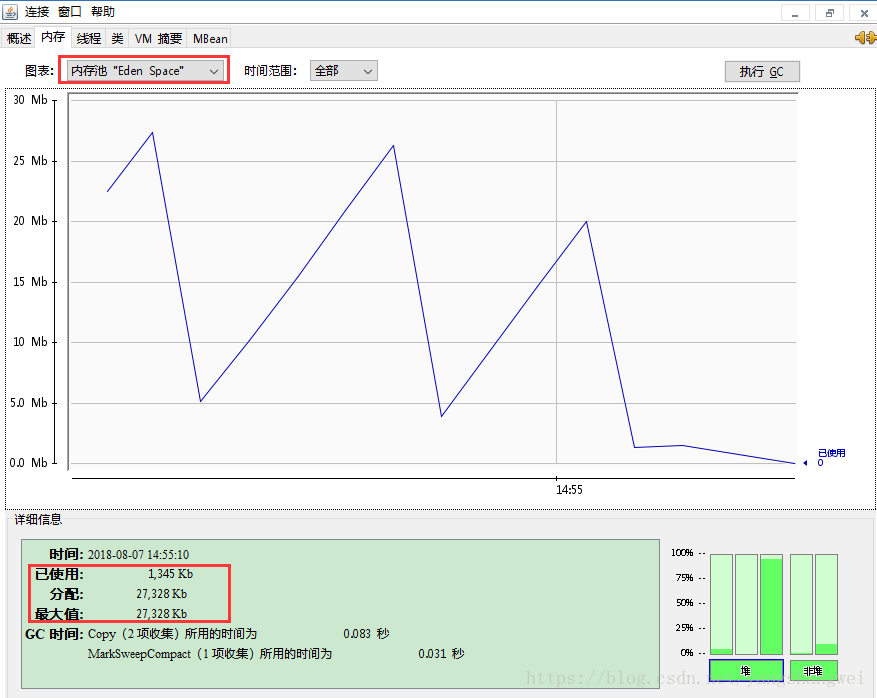 连接 窗口 帮助
概述 内存 线程 类 VM 摘要 MBean
图表: 内存池 "Eden Space" 时间范围: 全部 执行 GC
30 Mb
25 Mb
20 Mb
15 Mb
10 Mb
5.0 Mb
0.0 Mb
已使用
0
14:55
详细信息
时间: 2018-08-07 14:55:10
已使用: 1,345 Kb
分配: 27,328 Kb
最大值: 27,328 Kb
GC 时间: Copy（2 项收集）所用的时间为 0.083 秒
MarkSweepCompact（1 项收集）所用的时间为 0.031 秒
100% --
75% --
50% --
25% --
0% --
堆 非堆
https://blog.csdn.